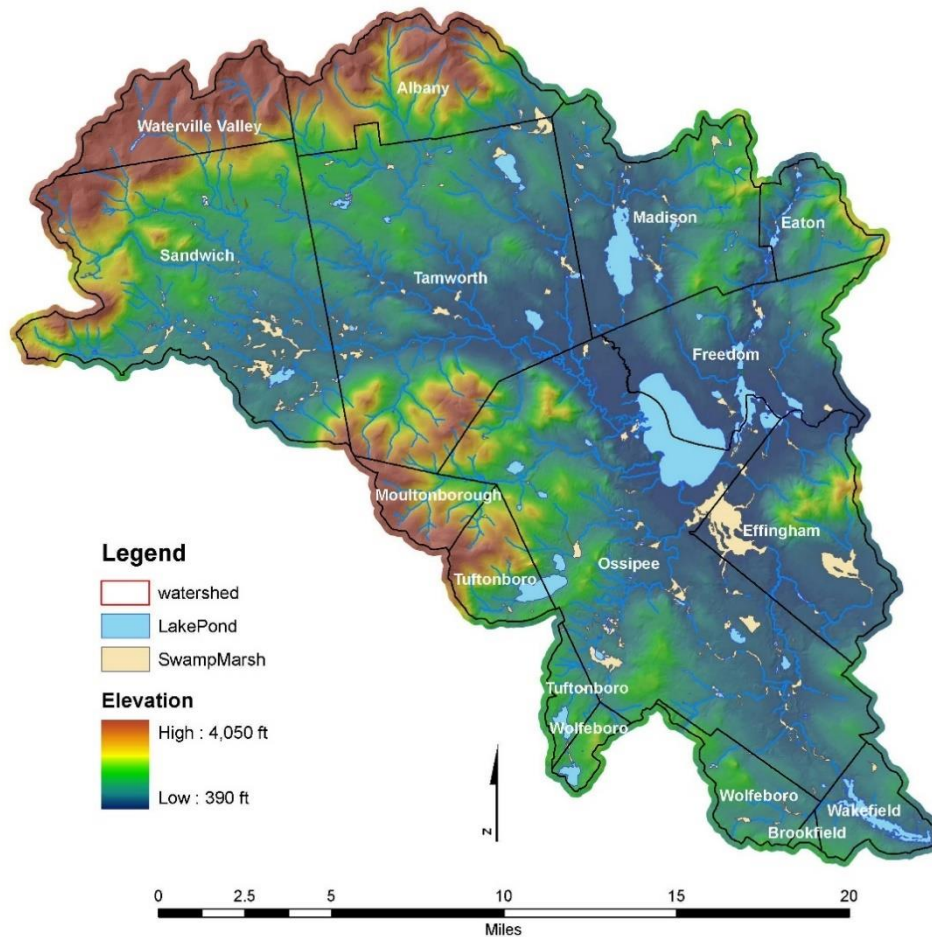 Albany
Waterville Valley
Madison
Eaton
Sandwich
Tamworth
Freedom
Moultonborough
Effingham
Legend
Ossipee
Tuftonboro
watershed
LakePond
SwampMarsh
Tuftonboro
Elevation
Wolfeboro
High : 4,050 ft
Low : 390 ft
Wolfeboro
Wakefield
Brookfield
N
0 2.5 5 10 15 20
Miles